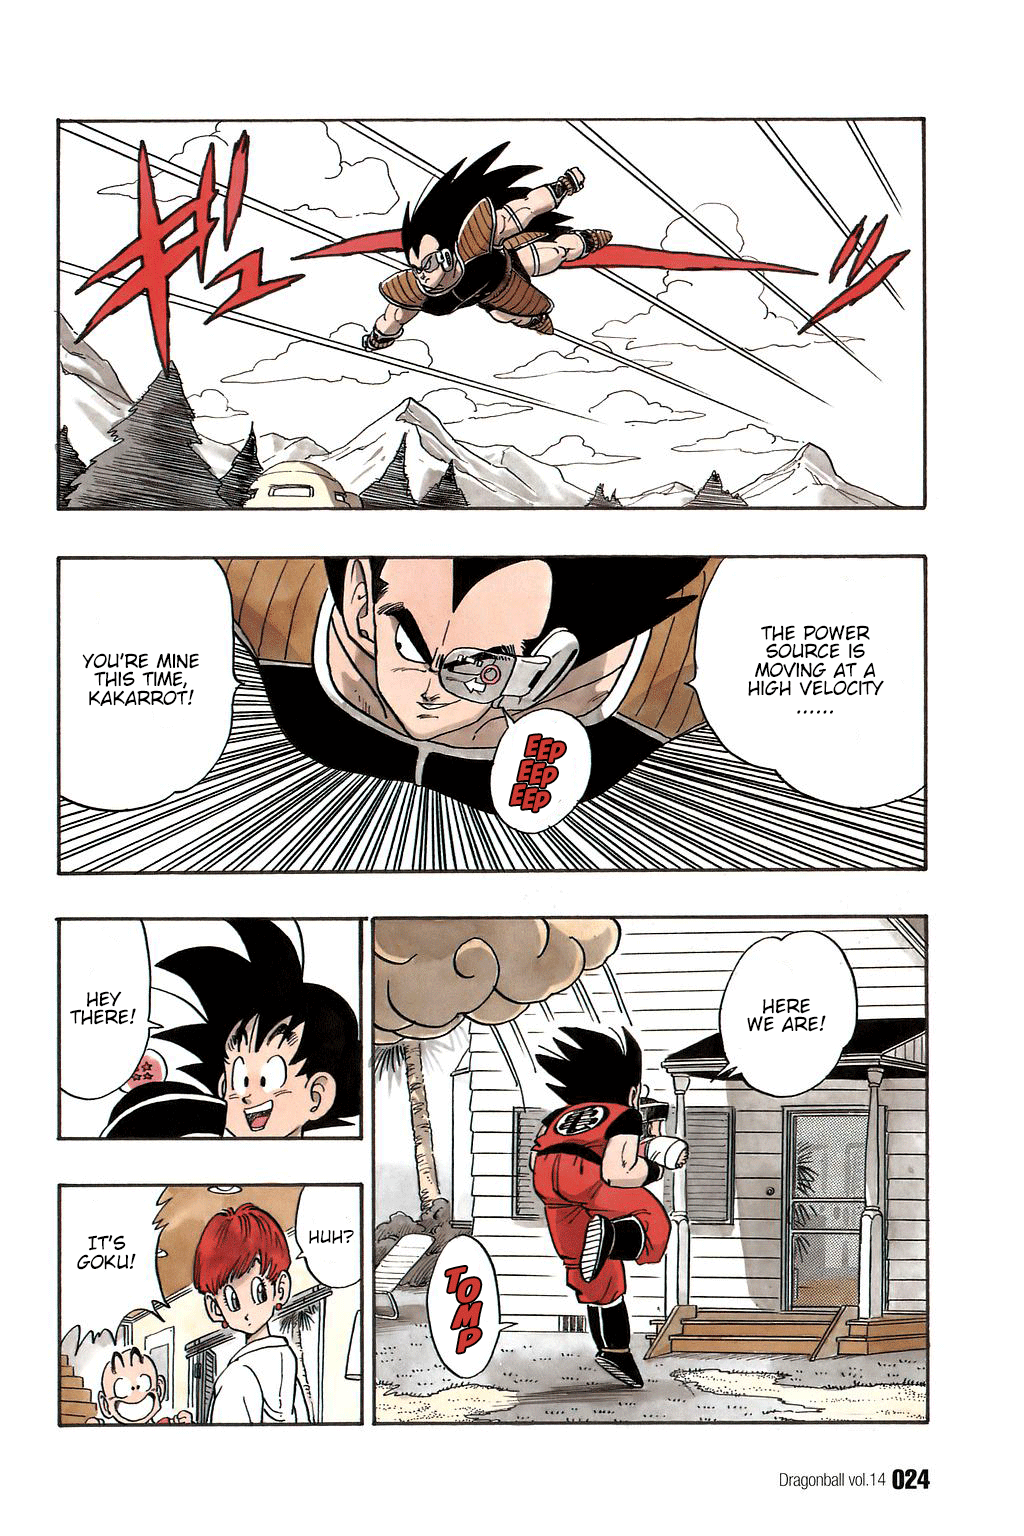 ギュッ
THE POWER
SOURCE IS
MOVING AT A
HIGH VELOCITY
......
EEP
EEP
EEP
YOU'RE MINE
THIS TIME,
KAKARROT!
HERE
WE ARE!
亀
TOMP
HEY
THERE!
HUH?
IT'S
GOKU!
Dragonball vol.14 024